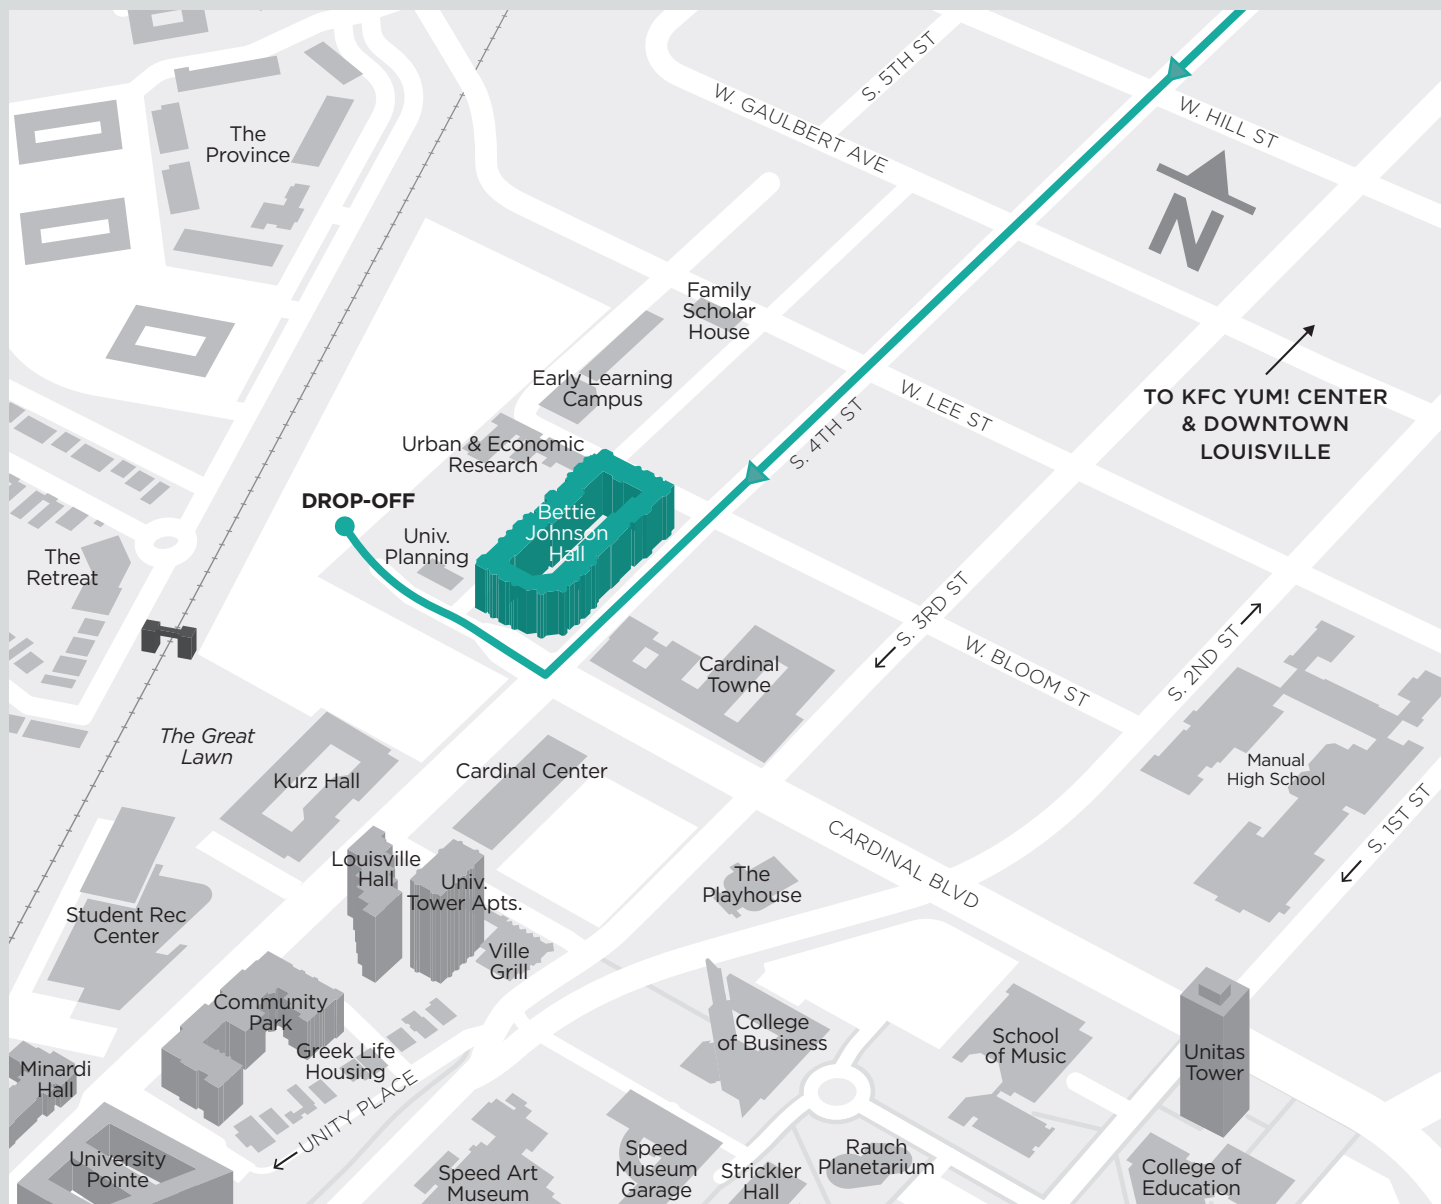 S. 5TH ST
W. GAULBERT AVE
W. HILL ST
The
Province
N
Family
Scholar
House
TO KFC YUM! CENTER
& DOWNTOWN
LOUISVILLE
Early Learning
Campus
W. LEE ST
S. 4TH ST
Urban & Economic
Research
DROP-OFF
Bettie
Johnson
Hall
Univ.
Planning
The
Retreat
S. 3RD ST
W. BLOOM ST
S. 2ND ST
Cardinal
Towne
The Great
Lawn
Kurz Hall
Cardinal Center
Manual
High School
S. 1ST ST
CARDINAL BLVD
Louisville
Hall
Univ.
Tower Apts.
The
Playhouse
Student Rec
Center
Ville
Grill
Community
Park
College
of Business
School
of Music
Unitas
Tower
Greek Life
Housing
Minardi
Hall
UNITY PLACE
University
Pointe
Speed Art
Museum
Speed
Museum
Garage
Strickler
Hall
Rauch
Planetarium
College of
Education